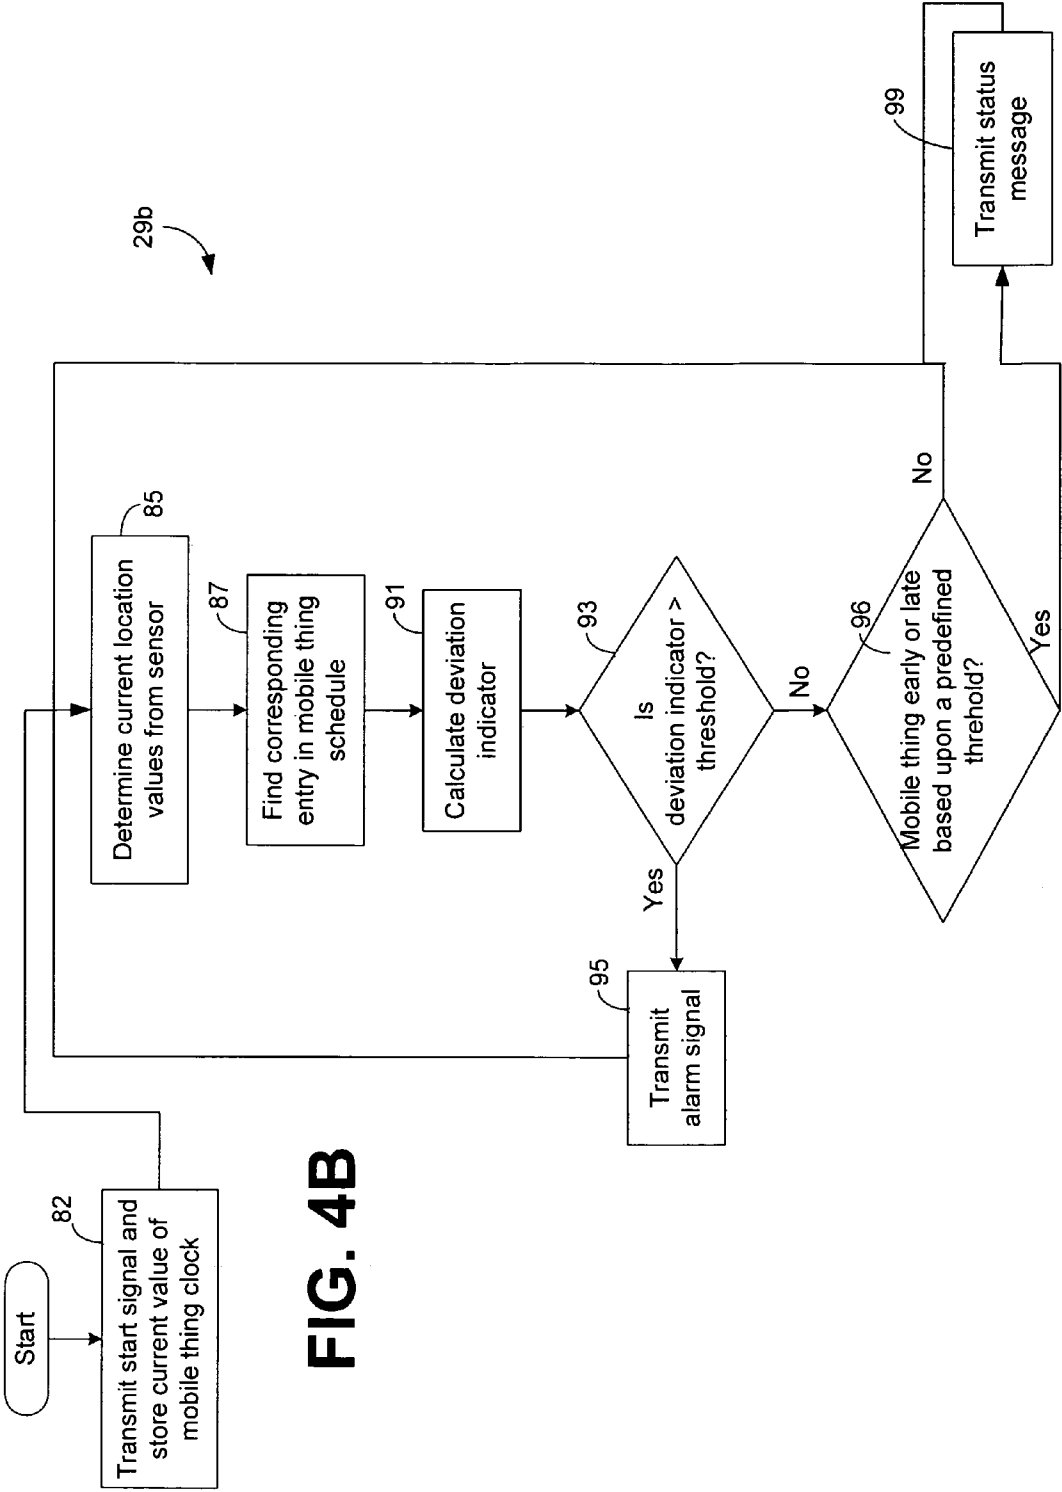 29b
Start
82
Transmit start signal and
store current value of
mobile thing clock
85
Determine current location
values from sensor
87
Find corresponding
entry in mobile thing
schedule
91
Calculate deviation
indicator
93
Is
deviation indicator >
threshold?
Yes
No
95
Transmit
alarm signal
96
Mobile thing early or late
based upon a predefined
threhold?
No
Yes
99
Transmit status
message
FIG. 4B